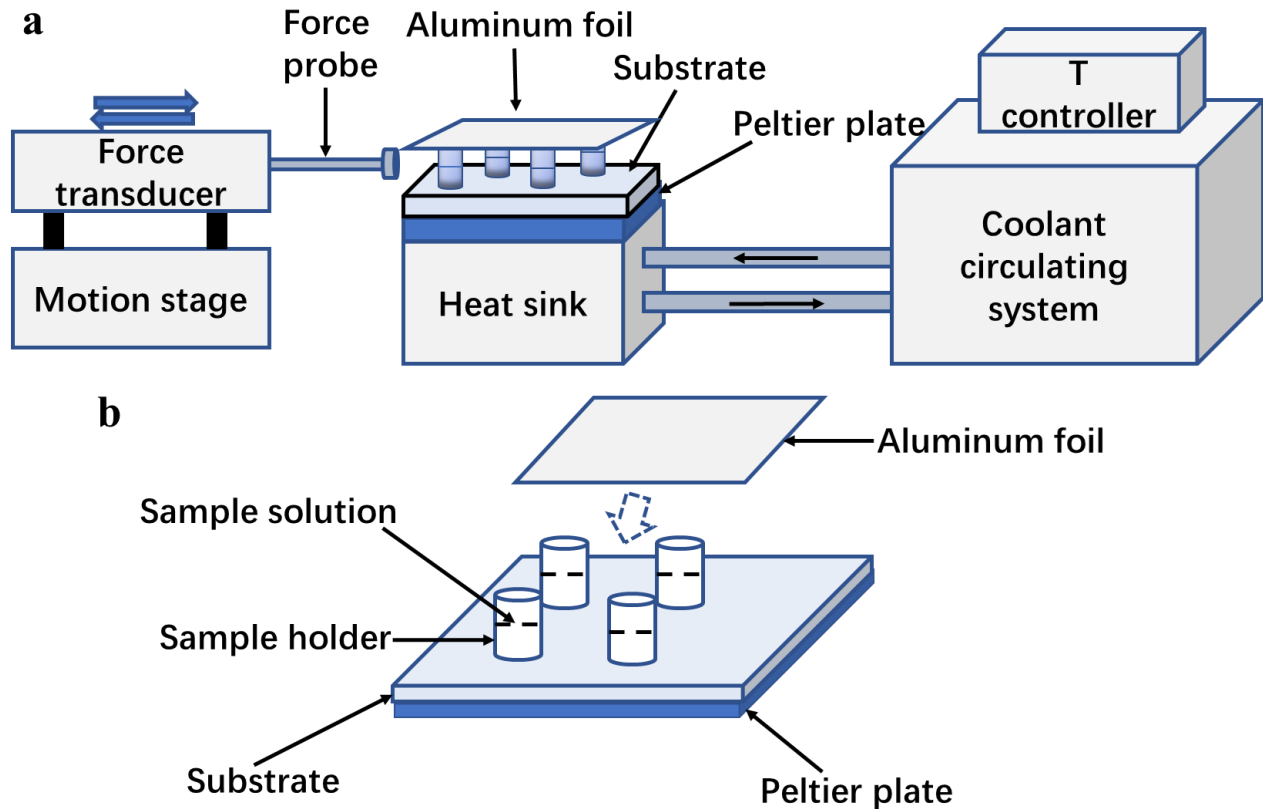 a
Force
probe
Aluminum foil
Substrate
Peltier plate
T
controller
Force
transducer
Motion stage
Heat sink
Coolant
circulating
system
b
Aluminum foil
Sample solution
Sample holder
Substrate
Peltier plate